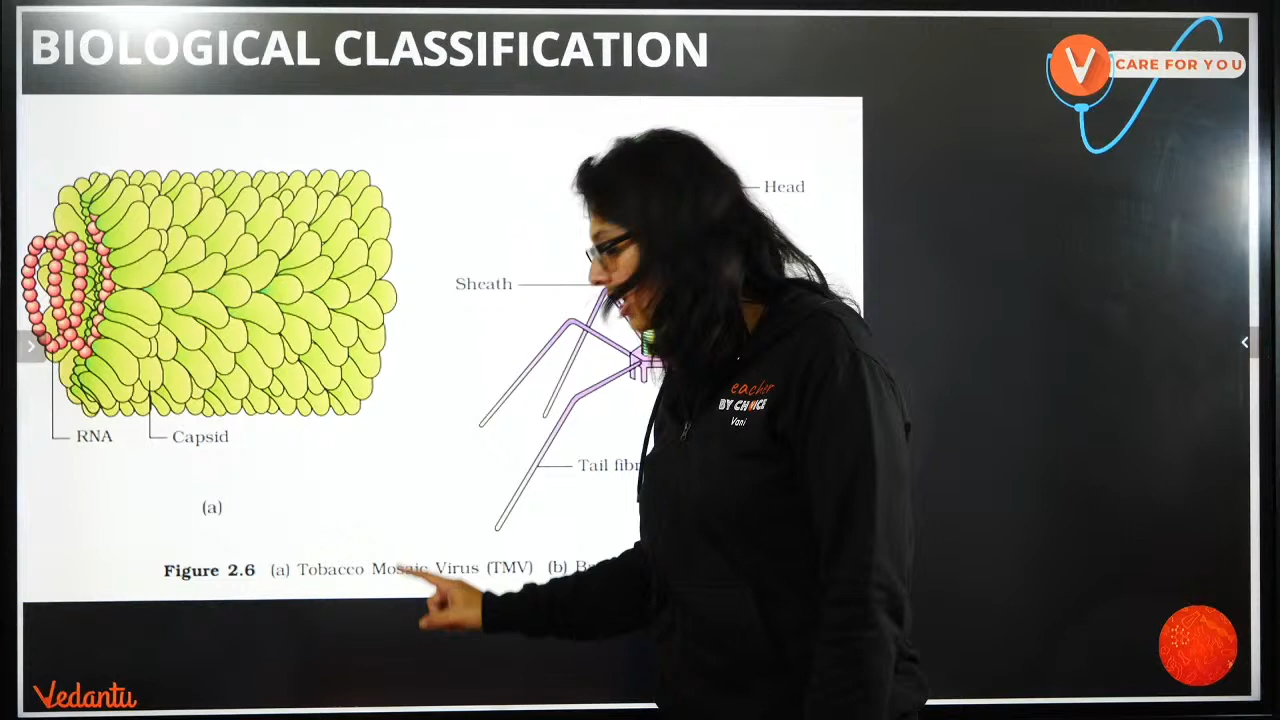 BIOLOGICAL CLASSIFICATION
V
CARE FOR YOU
Head
Sheath
eacher
BY CHOICE
Vani
RNA
Capsid
Tail fibr
(a)
Figure 2.6 (a) Tobacco Mosaic Virus (TMV) (b)
Vedantu